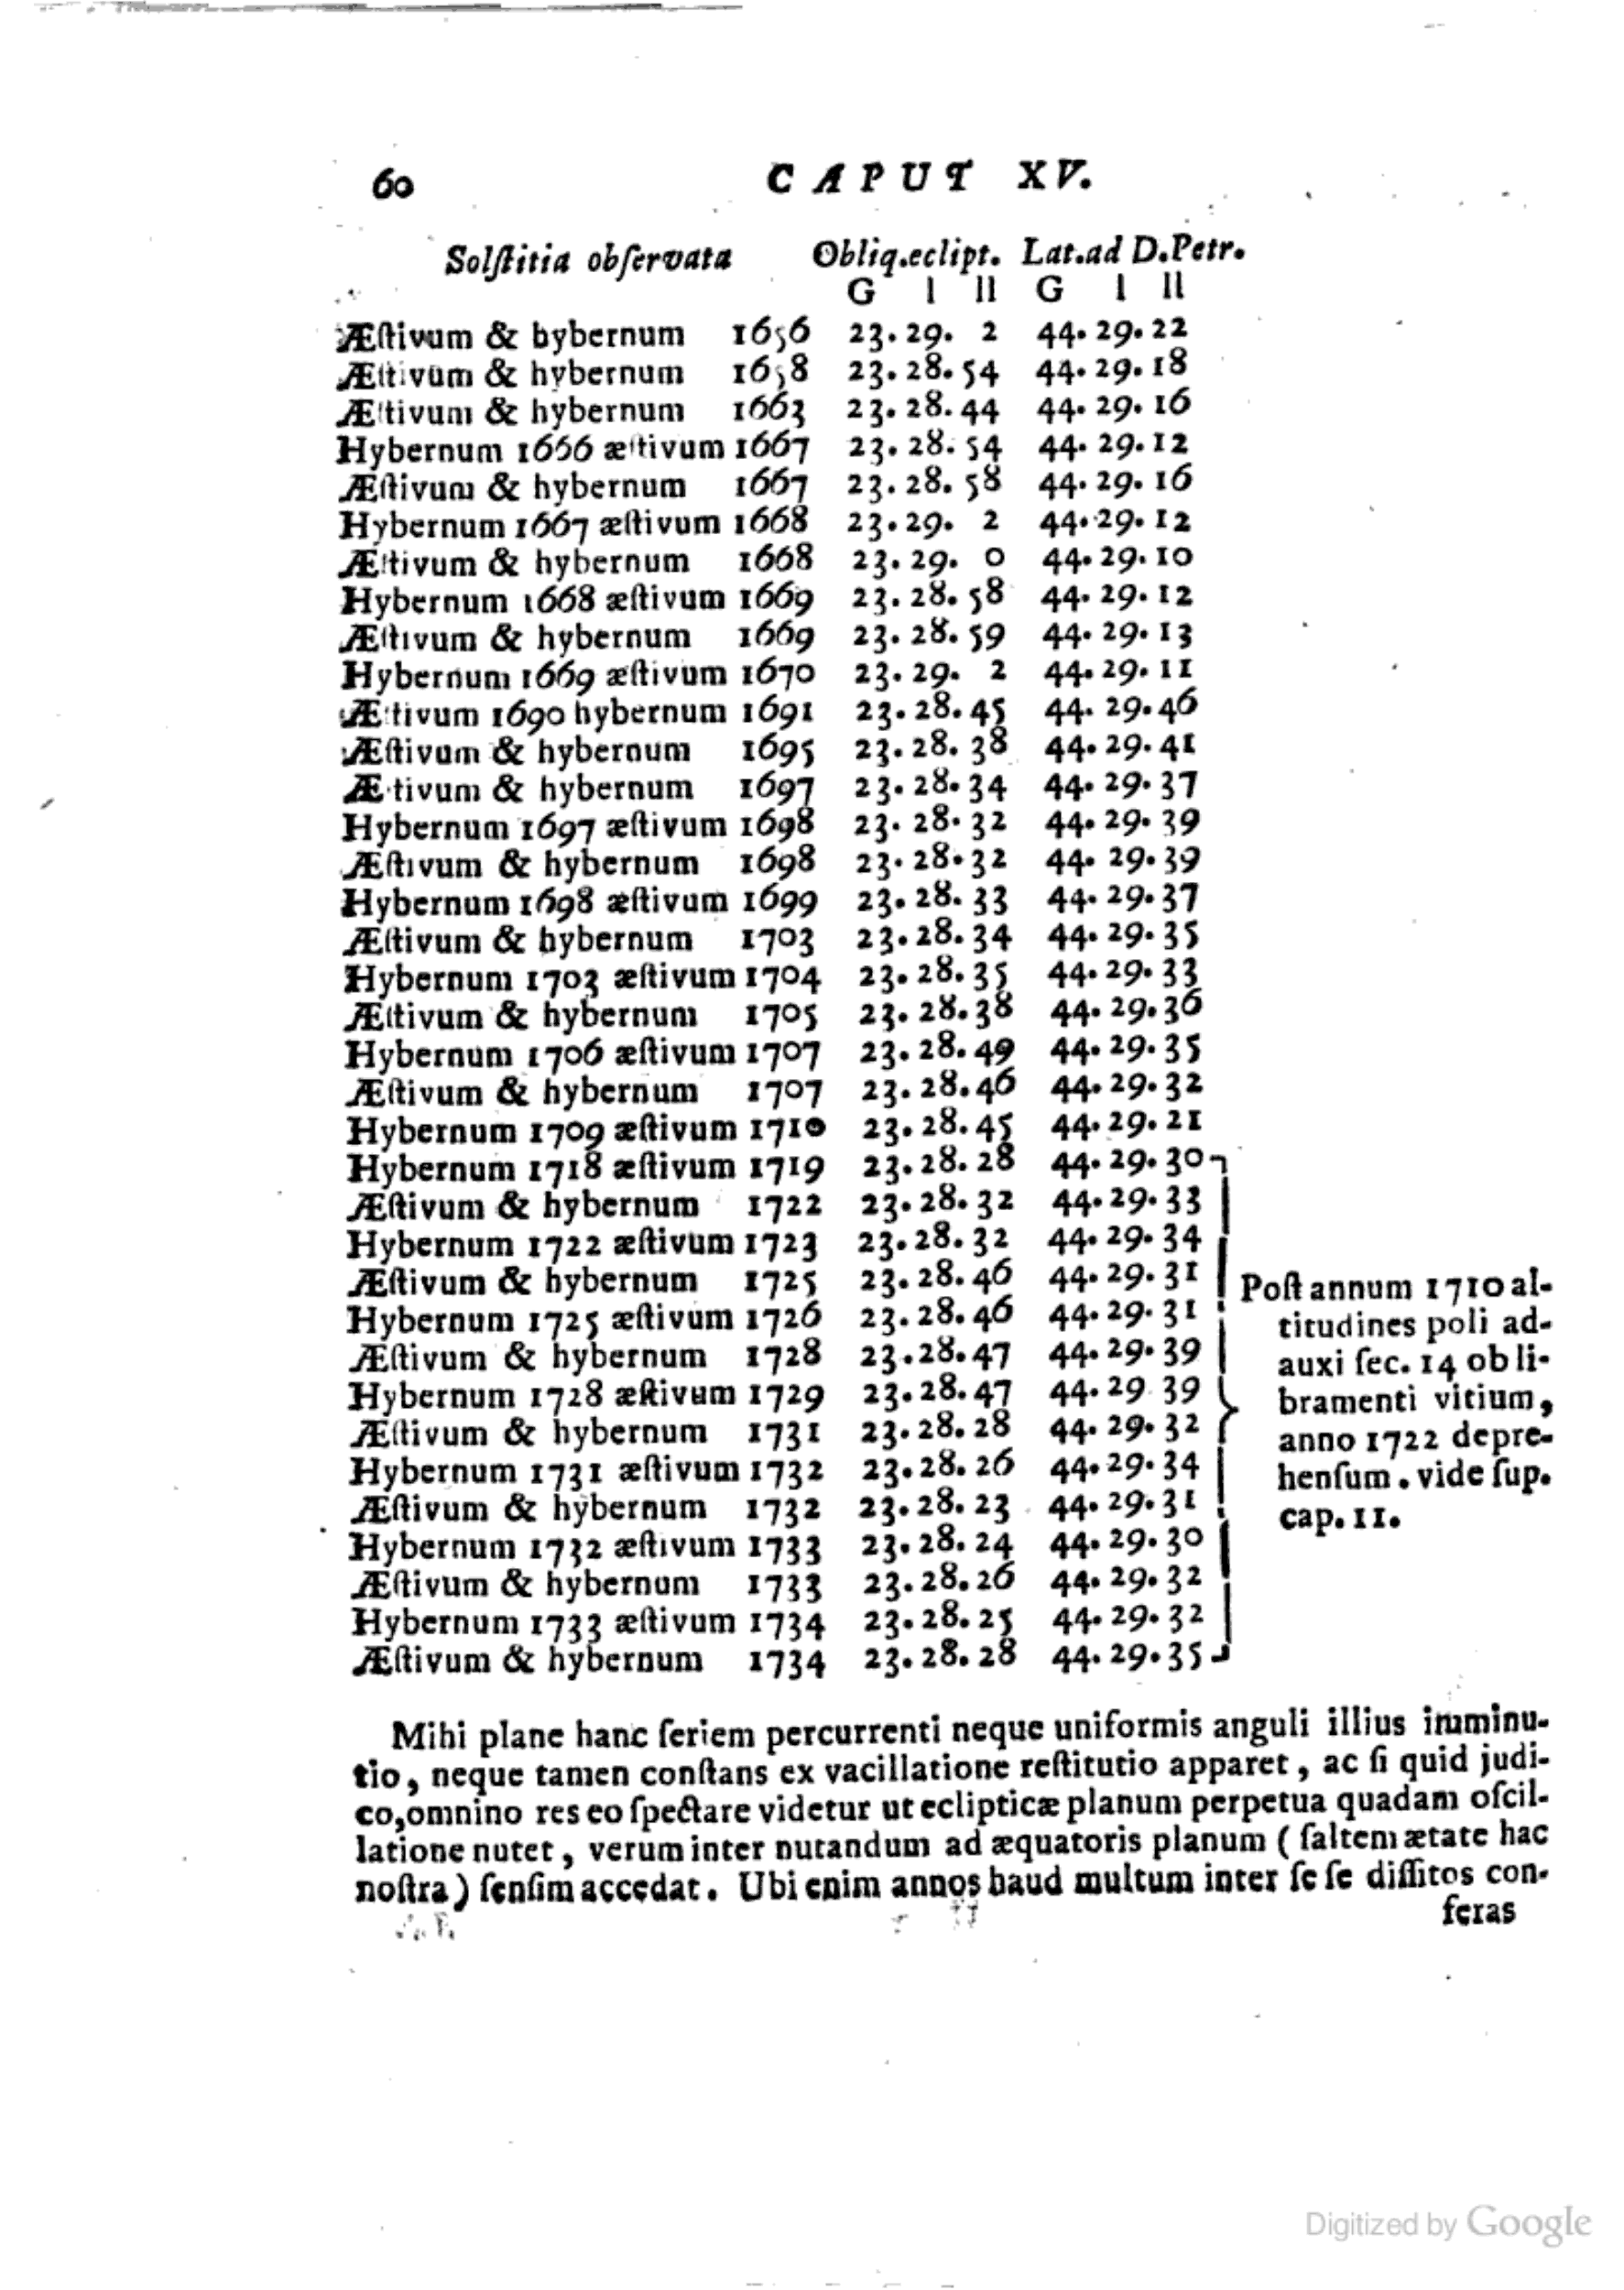 60 CAPUT XV.
Solſtitia obſervata Obliq.eclipt. Lat.ad D.Petr.
G I II G I II
Æſtivum & hybernum 1656 23. 29. 2 44. 29. 22
Æſtivum & hybernum 1658 23. 28. 54 44. 29. 18
Æſtivum & hybernum 1663 23. 28. 44 44. 29. 16
Hybernum 1666 æſtivum 1667 23. 28. 54 44. 29. 12
Æſtivum & hybernum 1667 23. 28. 58 44. 29. 16
Hybernum 1667 æſtivum 1668 23. 29. 2 44. 29. 12
Æſtivum & hybernum 1668 23. 29. 0 44. 29. 10
Hybernum 1668 æſtivum 1669 23. 28. 58 44. 29. 12
Æſtivum & hybernum 1669 23. 28. 59 44. 29. 13
Hybernum 1669 æſtivum 1670 23. 29. 2 44. 29. 11
Æſtivum 1690 hybernum 1691 23. 28. 45 44. 29. 46
Æſtivum & hybernum 1695 23. 28. 38 44. 29. 41
Æſtivum & hybernum 1697 23. 28. 34 44. 29. 37
Hybernum 1697 æſtivum 1698 23. 28. 32 44. 29. 39
Æſtivum & hybernum 1698 23. 28. 32 44. 29. 39
Hybernum 1698 æſtivum 1699 23. 28. 33 44. 29. 37
Æſtivum & hybernum 1703 23. 28. 34 44. 29. 35
Hybernum 1703 æſtivum 1704 23. 28. 35 44. 29. 33
Æſtivum & hybernum 1705 23. 28. 38 44. 29. 36
Hybernum 1706 æſtivum 1707 23. 28. 49 44. 29. 35
Æſtivum & hybernum 1707 23. 28. 46 44. 29. 32
Hybernum 1709 æſtivum 1710 23. 28. 45 44. 29. 21
Hybernum 1718 æſtivum 1719 23. 28. 28 44. 29. 30
Æſtivum & hybernum 1722 23. 28. 32 44. 29. 33
Hybernum 1722 æſtivum 1723 23. 28. 32 44. 29. 34
Æſtivum & hybernum 1725 23. 28. 46 44. 29. 31
Hybernum 1725 æſtivum 1726 23. 28. 46 44. 29. 31
Æſtivum & hybernum 1728 23. 28. 47 44. 29. 39
Hybernum 1728 æſtivum 1729 23. 28. 47 44. 29 39
Æſtivum & hybernum 1731 23. 28. 28 44. 29. 32
Hybernum 1731 æſtivum 1732 23. 28. 26 44. 29. 34
Æſtivum & hybernum 1732 23. 28. 23 44. 29. 31
Hybernum 1732 æſtivum 1733 23. 28. 24 44. 29. 30
Æſtivum & hybernum 1733 23. 28. 26 44. 29. 32
Hybernum 1733 æſtivum 1734 23. 28. 25 44. 29. 32
Æſtivum & hybernum 1734 23. 28. 28 44. 29. 35
Poſt annum 1710 al-
titudines poli ad-
auxi ſec. 14 ob li-
bramenti vitium,
anno 1722 depre-
henſum. vide ſup.
cap. 11.
Mihi plane hanc ſeriem percurrenti neque uniformis anguli illius imminu-
tio, neque tamen conſtans ex vacillatione reſtitutio apparet, ac ſi quid judi-
co,omnino res eo ſpectare videtur ut eclipticæ planum perpetua quadam oſcil-
latione nutet, verum inter nutandum ad æquatoris planum ( ſaltem ætate hac
noſtra) ſenſim accedat. Ubi enim annos haud multum inter ſe ſe diſſitos con-
feras
Digitized by Google